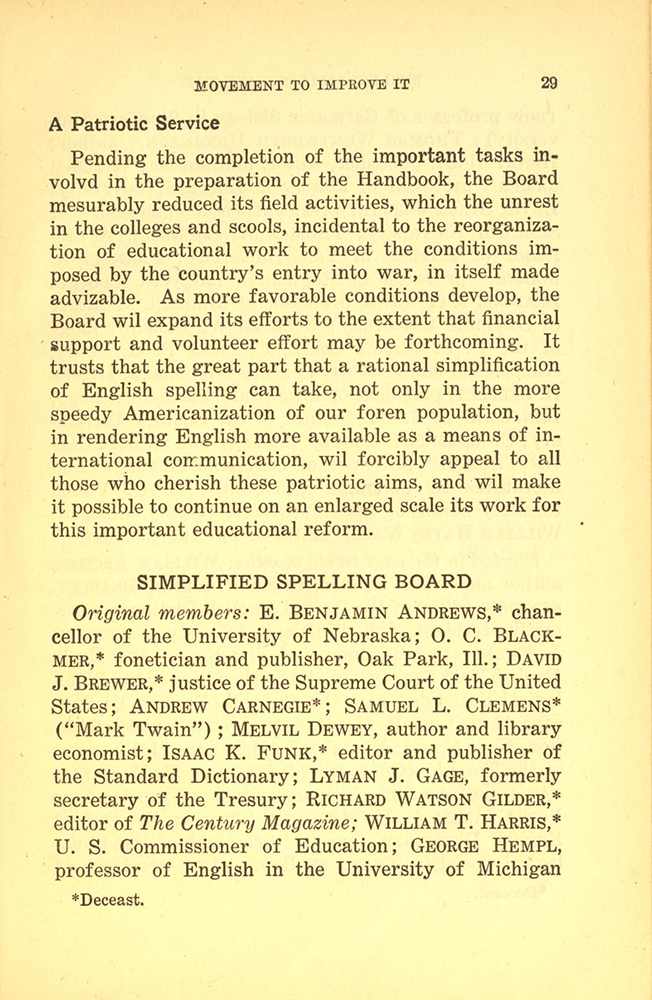 MOVEMENT TO IMPROVE IT 29
A Patriotic Service
Pending the completion of the important tasks in-
volvd in the preparation of the Handbook, the Board
mesurably reduced its field activities, which the unrest
in the colleges and scools, incidental to the reorganiza-
tion of educational work to meet the conditions im-
posed by the country's entry into war, in itself made
advizable. As more favorable conditions develop, the
Board wil expand its efforts to the extent that financial
support and volunteer effort may be forthcoming. It
trusts that the great part that a rational simplification
of English spelling can take, not only in the more
speedy Americanization of our foren population, but
in rendering English more available as a means of in-
ternational communication, wil forcibly appeal to all
those who cherish these patriotic aims, and wil make
it possible to continue on an enlarged scale its work for
this important educational reform.
SIMPLIFIED SPELLING BOARD
Original members: E. BENJAMIN ANDREWS,* chan-
cellor of the University of Nebraska; O. C. BLACK-
MER,* fonetician and publisher, Oak Park, Ill.; DAVID
J. BREWER,* justice of the Supreme Court of the United
States; ANDREW CARNEGIE*; SAMUEL L. CLEMENS*
("Mark Twain"); MELVIL DEWEY, author and library
economist; ISAAC K. FUNK,* editor and publisher of
the Standard Dictionary; LYMAN J. GAGE, formerly
secretary of the Tresury; RICHARD WATSON GILDER,*
editor of The Century Magazine; WILLIAM T. HARRIS,*
U. S. Commissioner of Education; GEORGE HEMPL,
professor of English in the University of Michigan
*Deceast.